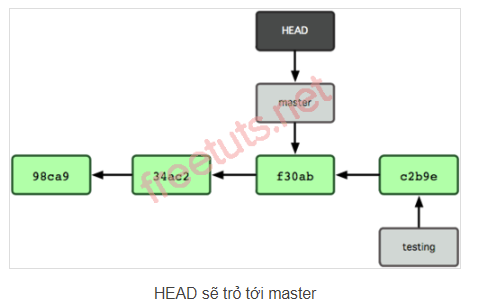 HEAD
master
98ca9
34ac2
f30ab
c2b9e
testing
freetuts.net
HEAD sẽ trỏ tới master